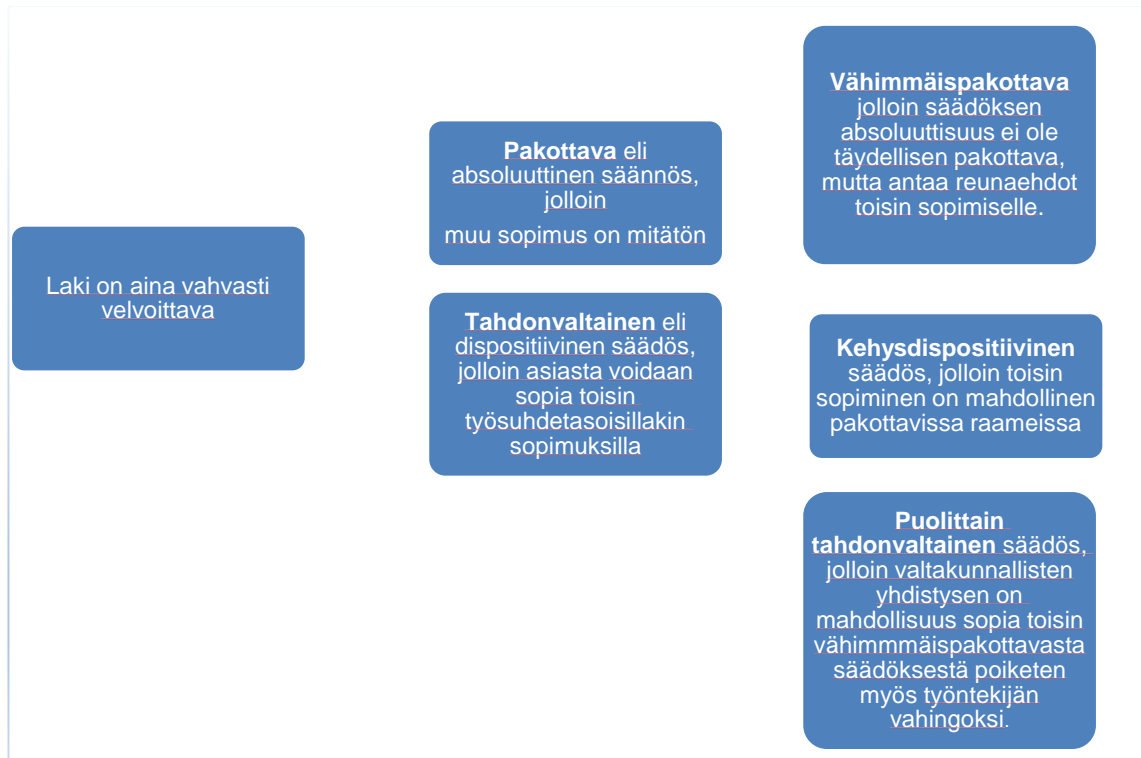 Laki on aina vahvasti
velvoittava
Pakottava eli
absoluuttinen säännös,
jolloin
muu sopimus on mitätön
Tahdonvaltainen eli
dispositiivinen säädös,
jolloin asiasta voidaan
sopia toisin
työsuhdetasoisillakin
sopimuksilla
Vähimmäispakottava
jolloin säädöksen
absoluuttisuus ei ole
täydellisen pakottava,
mutta antaa reunaehdot
toisin sopimiselle.
Kehysdispositiivinen
säädös, jolloin toisin
sopiminen on mahdollinen
pakottavissa raameissa
Puolittain
tahdonvaltainen säädös,
jolloin valtakunnallisten
yhdistysen on
mahdollisuus sopia toisin
vähimmmäispakottavasta
säädöksestä poiketen
myös työntekijän
vahingoksi.